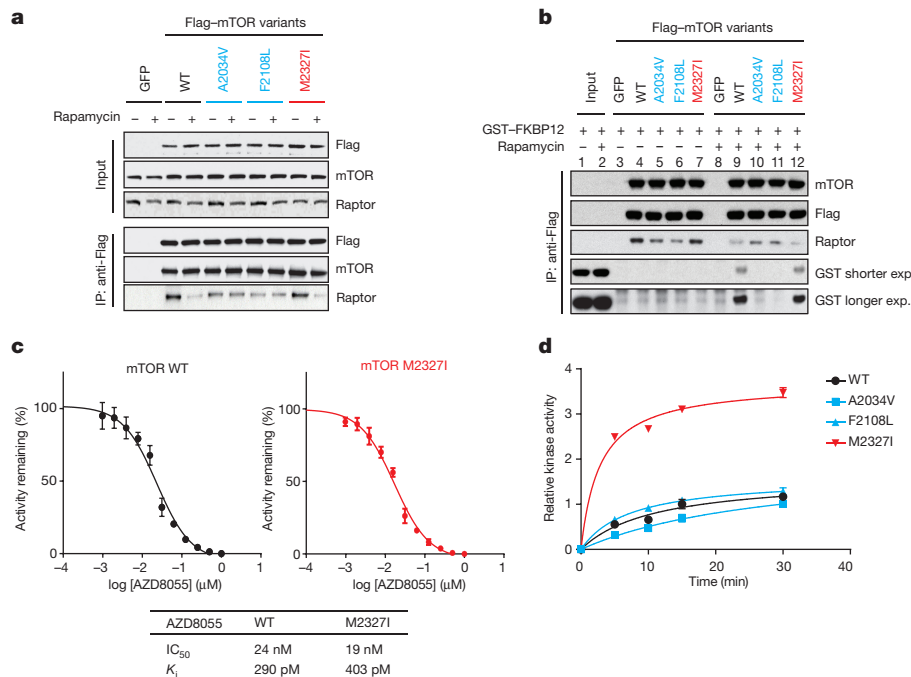 a
Flag–mTOR variants
GFP
WT
A2034V
F2108L
M2327I
Rapamycin – + – + – + – + – +
Input
Flag
mTOR
Raptor
IP: anti-Flag
Flag
mTOR
Raptor
b
Flag–mTOR variants
Input
GFP
WT
A2034V
F2108L
M2327I
GFP
WT
A2034V
F2108L
M2327I
GST–FKBP12 + + + + + + + + + + + +
Rapamycin – + – – – – – + + + + +
1 2 3 4 5 6 7 8 9 10 11 12
IP: anti-Flag
mTOR
Flag
Raptor
GST shorter exp
GST longer exp.
c
mTOR WT
Activity remaining (%)
100
50
0
–4 –3 –2 –1 0 1
log [AZD8055] (μM)
mTOR M2327I
Activity remaining (%)
100
50
0
–4 –3 –2 –1 0 1
log [AZD8055] (μM)
AZD8055 WT M2327I
IC50 24 nM 19 nM
Ki 290 pM 403 pM
d
Relative kinase activity
4
3
2
1
0
0 10 20 30 40
Time (min)
WT
A2034V
F2108L
M2327I